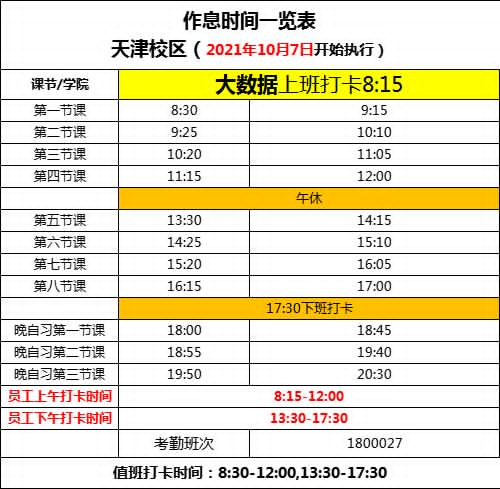 作息时间一览表
天津校区（2021年10月7日开始执行）
课节/学院 大数据上班打卡8:15
第一节课 8:30 9:15
第二节课 9:25 10:10
第三节课 10:20 11:05
第四节课 11:15 12:00
午休
第五节课 13:30 14:15
第六节课 14:25 15:10
第七节课 15:20 16:05
第八节课 16:15 17:00
17:30下班打卡
晚自习第一节课 18:00 18:45
晚自习第二节课 18:55 19:40
晚自习第三节课 19:50 20:30
员工上午打卡时间 8:15-12:00
员工下午打卡时间 13:30-17:30
考勤班次 1800027
值班打卡时间：8:30-12:00,13:30-17:30